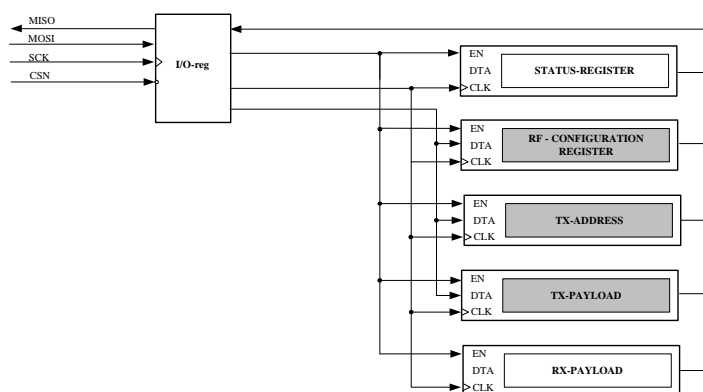 MISO
MOSI
SCK
CSN
I/O-reg
EN
DTA
CLK
STATUS-REGISTER
EN
DTA
CLK
RF - CONFIGURATION
REGISTER
EN
DTA
CLK
TX-ADDRESS
EN
DTA
CLK
TX-PAYLOAD
EN
DTA
CLK
RX-PAYLOAD